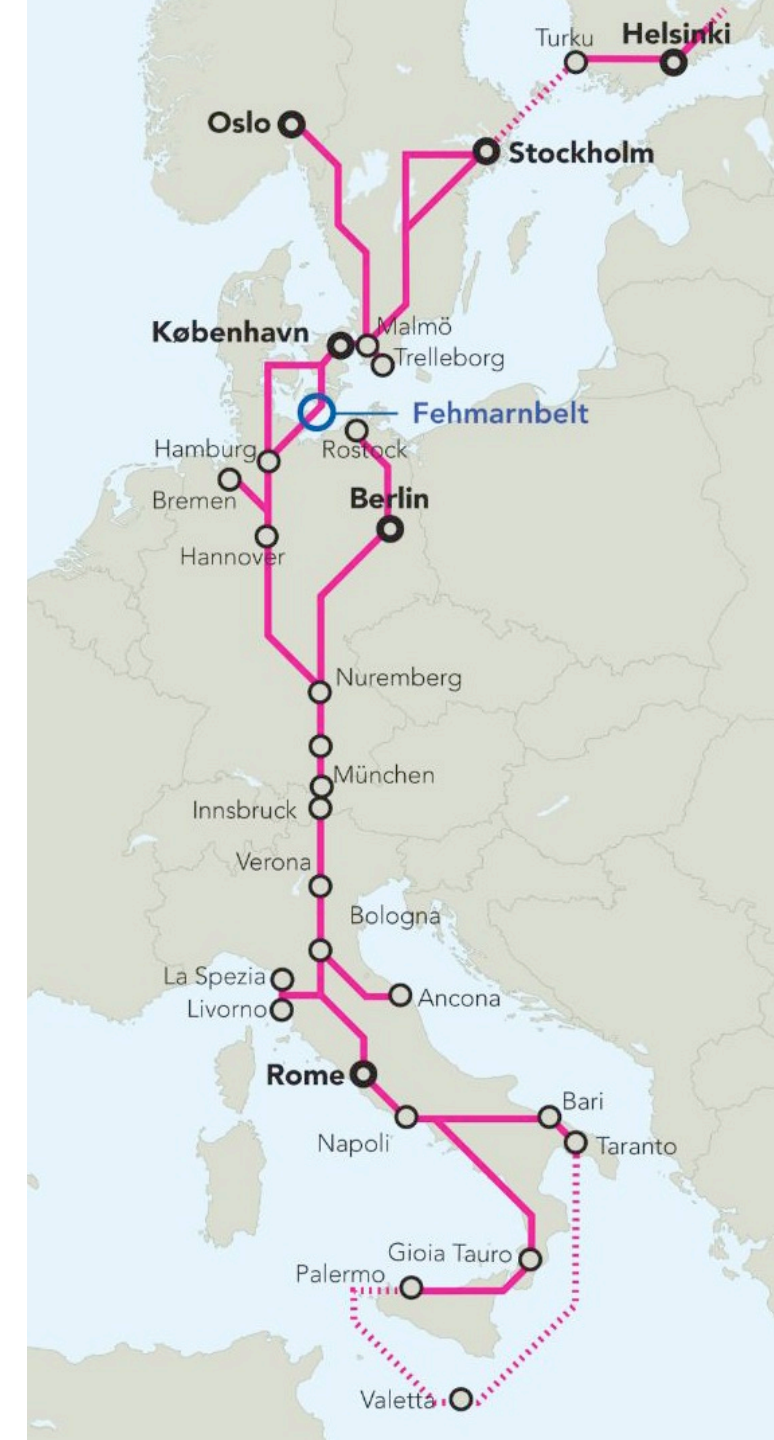 Turku
Helsinki
Oslo
Stockholm
København
Malmö
Trelleborg
Fehmarnbelt
Hamburg
Rostock
Bremen
Berlin
Hannover
Nuremberg
München
Innsbruck
Verona
Bologna
La Spezia
Ancona
Livorno
Rome
Bari
Napoli
Taranto
Gioia Tauro
Palermo
Valetta